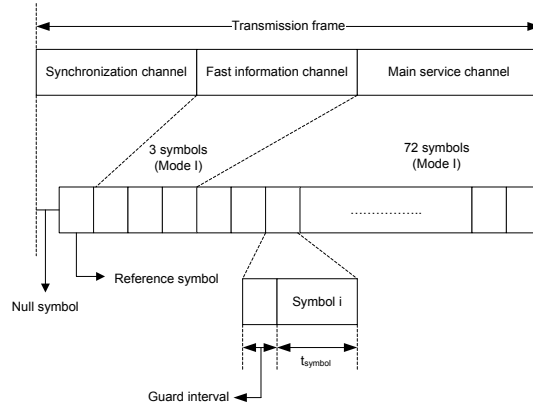 Transmission frame
Synchronization channel
Fast information channel
Main service channel
3 symbols
(Mode I)
72 symbols
(Mode I)
....................
Reference symbol
Null symbol
Symbol i
tsymbol
Guard interval